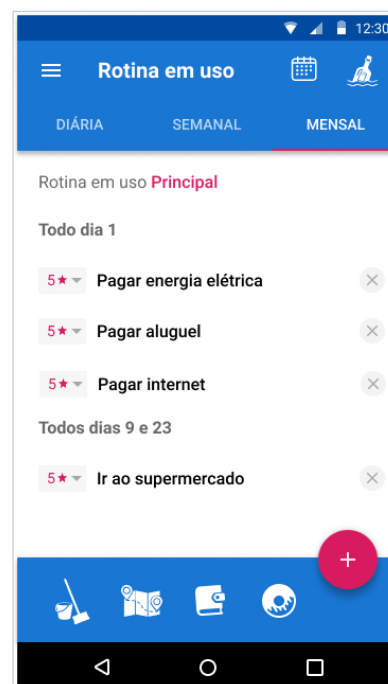 12:30
Rotina em uso
DIÁRIA SEMANAL MENSAL
Rotina em uso Principal
Todo dia 1
5★ Pagar energia elétrica
5★ Pagar aluguel
5★ Pagar internet
Todos dias 9 e 23
5★ Ir ao supermercado
+